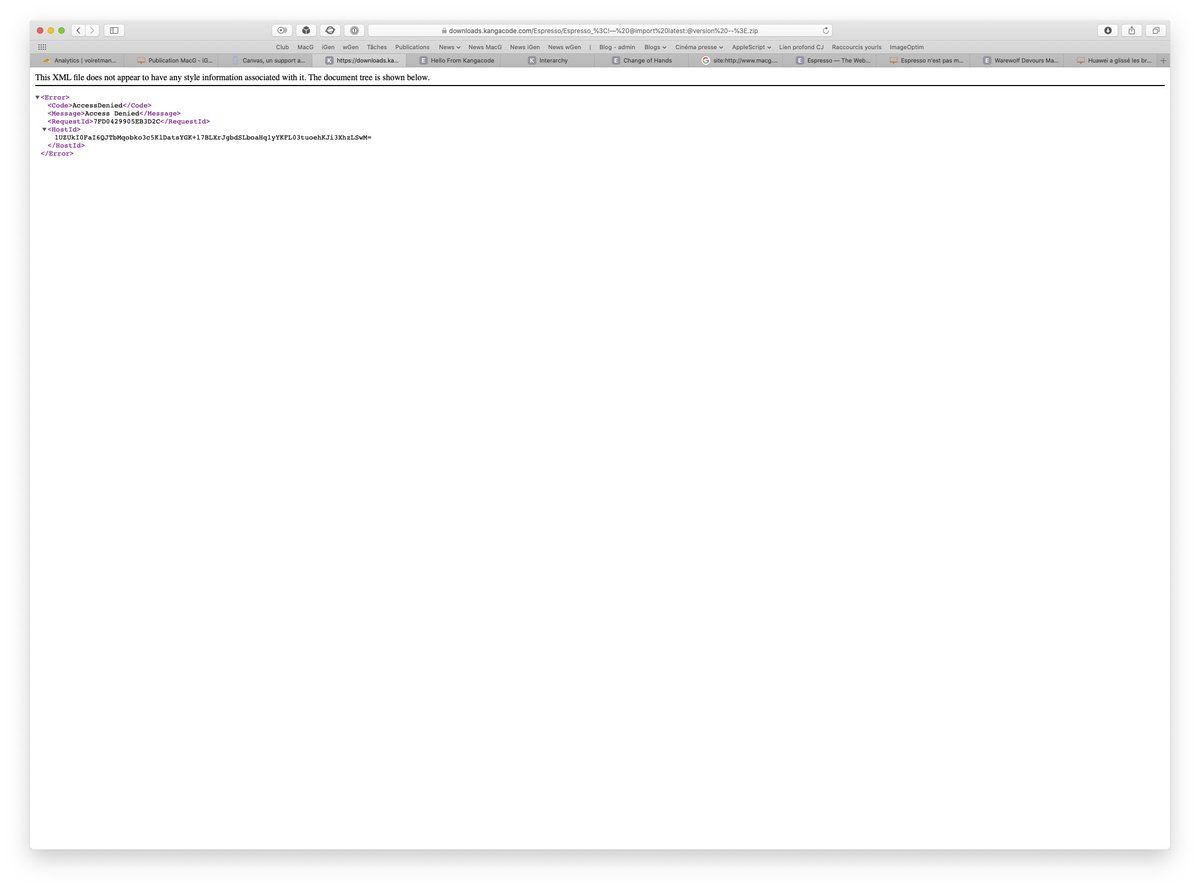 downloads.kangacode.com/Espresso/Espresso_%3C!—%20@import%20latest:@version%20--%3E.zip
Club MacG iGen wGen Tâches Publications News News MacG News iGen News wGen | Blog - admin Blogs Cinéma presse AppleScript Lien profond CJ Raccourcis yourls ImageOptim
Analytics | voiretman... Publication MacG - iG... Canvas, un support a... K https://downloads.ka... E Hello From Kangacode K Interarchy E Change of Hands G site:http://www.macg.... E Espresso — The Web... Espresso n'est pas m... E Warewolf Devours Ma... Huawei a glissé les br...
This XML file does not appear to have any style information associated with it. The document tree is shown below.
<Error>
<Code>AccessDenied</Code>
<Message>Access Denied</Message>
<RequestId>7FD0429905EB3D2C</RequestId>
<HostId>
</HostId>
</Error>